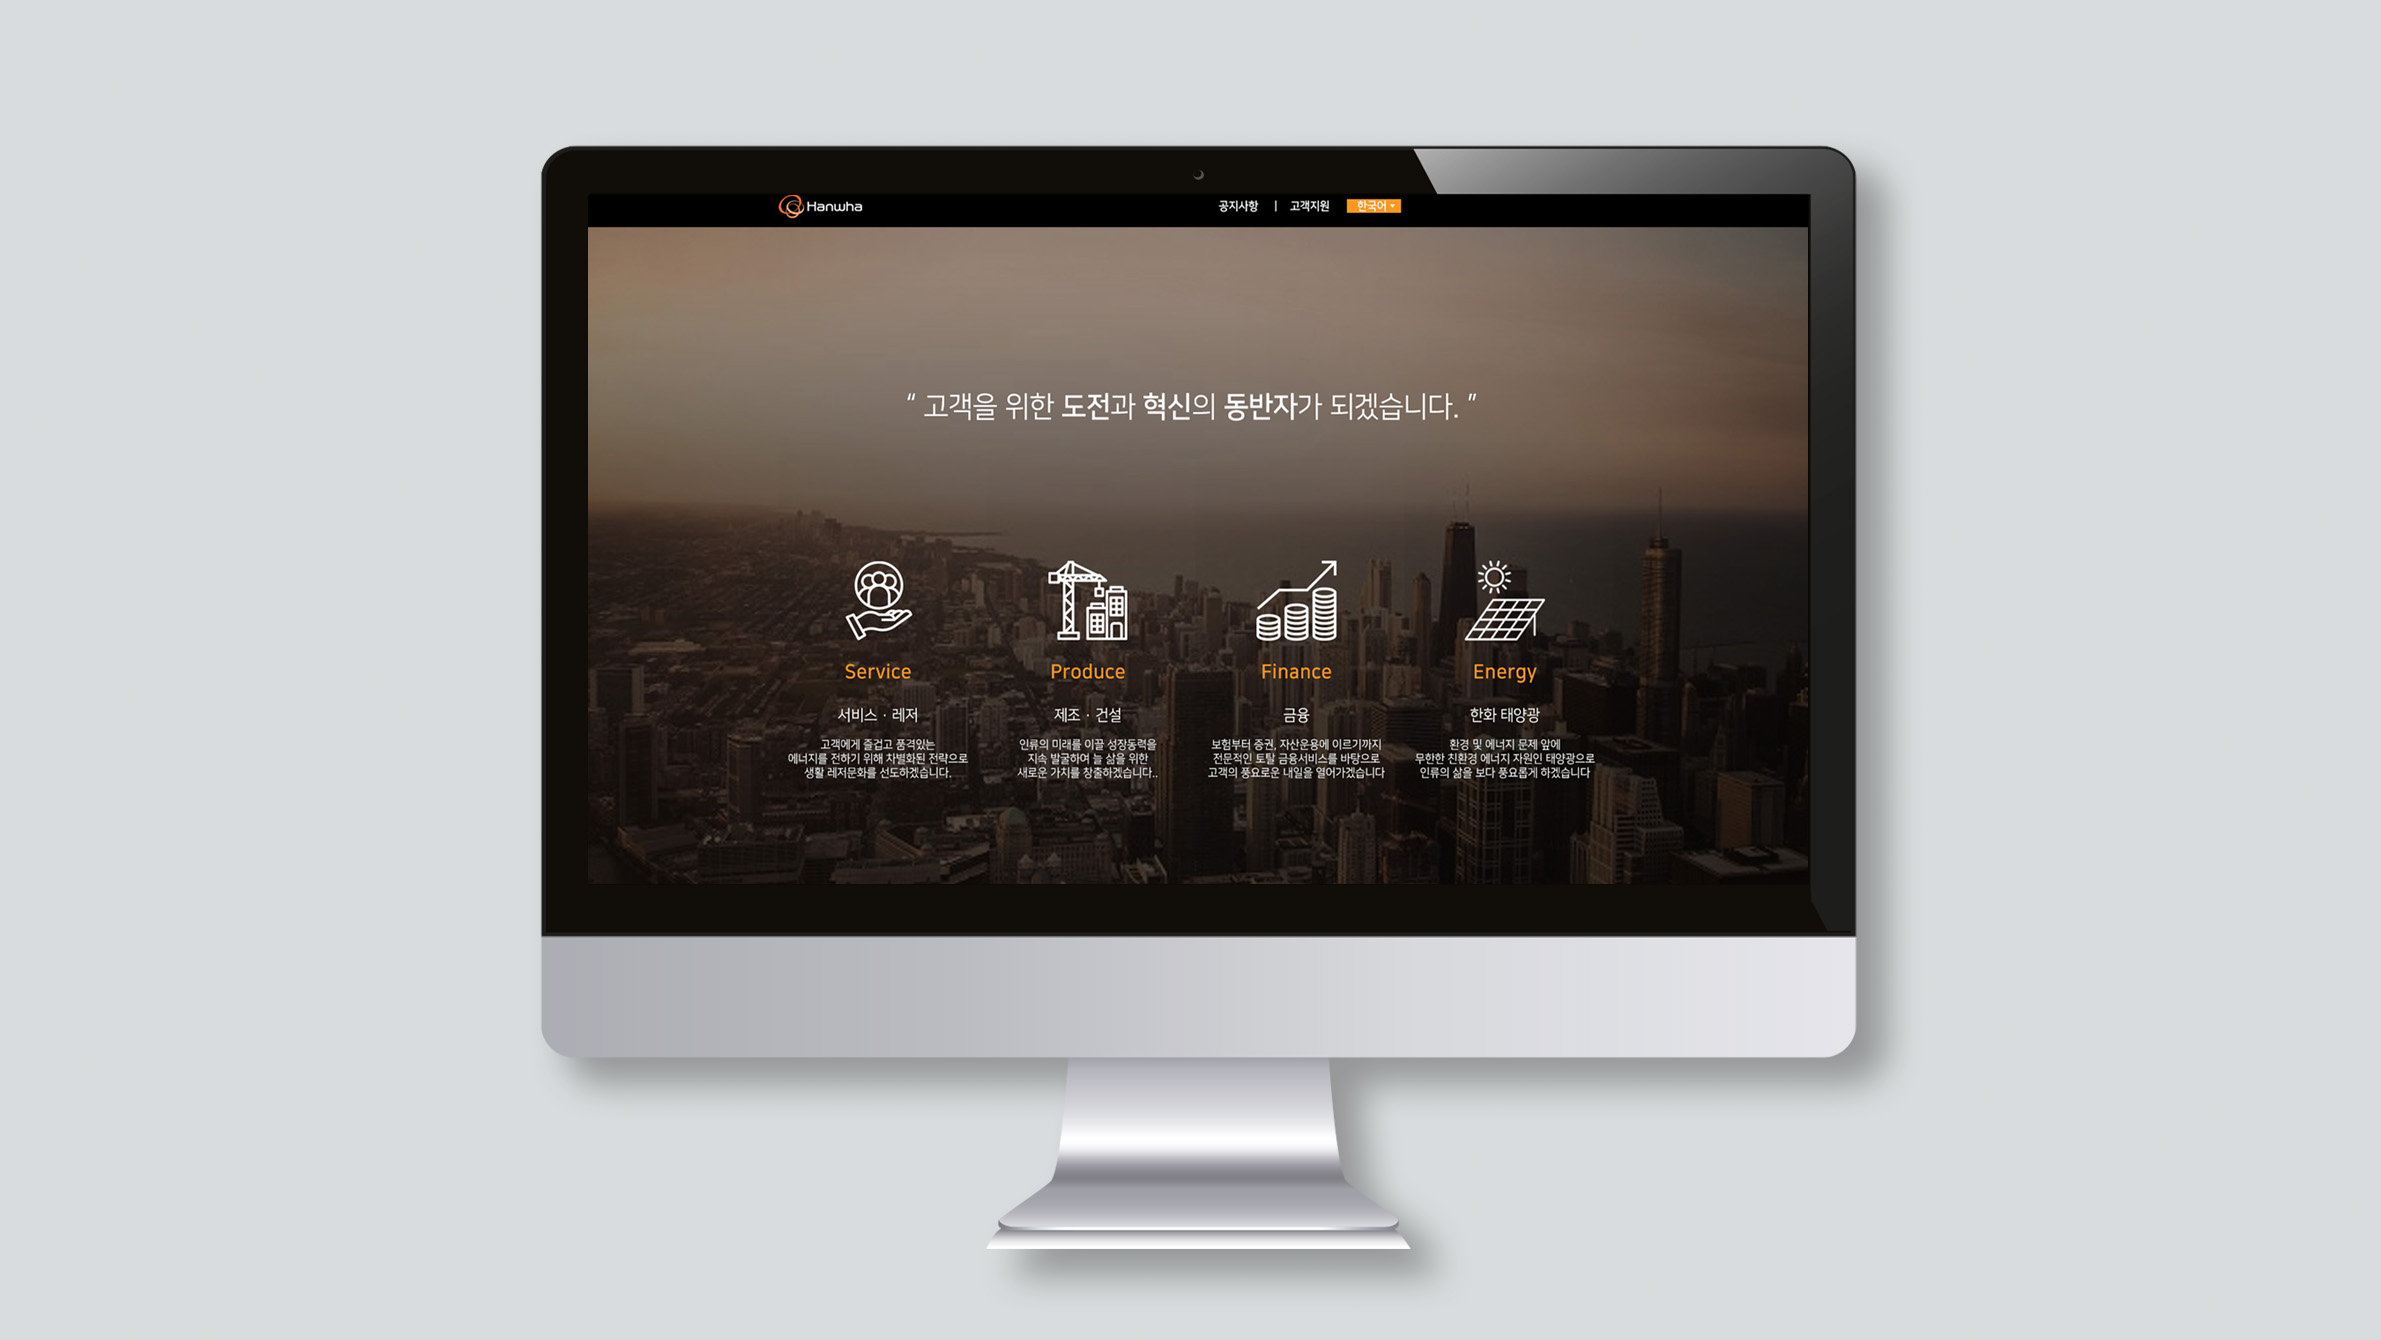 Hanwha
공지사항 | 고객지원 한국어
“ 고객을 위한 도전과 혁신의 동반자가 되겠습니다. ”
Service
서비스 · 레저
고객에게 즐겁고 품격있는
에너지를 전하기 위해 차별화된 전략으로
생활 레저문화를 선도하겠습니다.
Produce
제조 · 건설
인류의 미래를 이끌 성장동력을
지속 발굴하여 늘 삶을 위한
새로운 가치를 창출하겠습니다..
Finance
금융
보험부터 증권, 자산운용에 이르기까지
전문적인 토탈 금융서비스를 바탕으로
고객의 풍요로운 내일을 열어가겠습니다
Energy
한화 태양광
환경 및 에너지 문제 앞에
무한한 친환경 에너지 자원인 태양광으로
인류의 삶을 보다 풍요롭게 하겠습니다